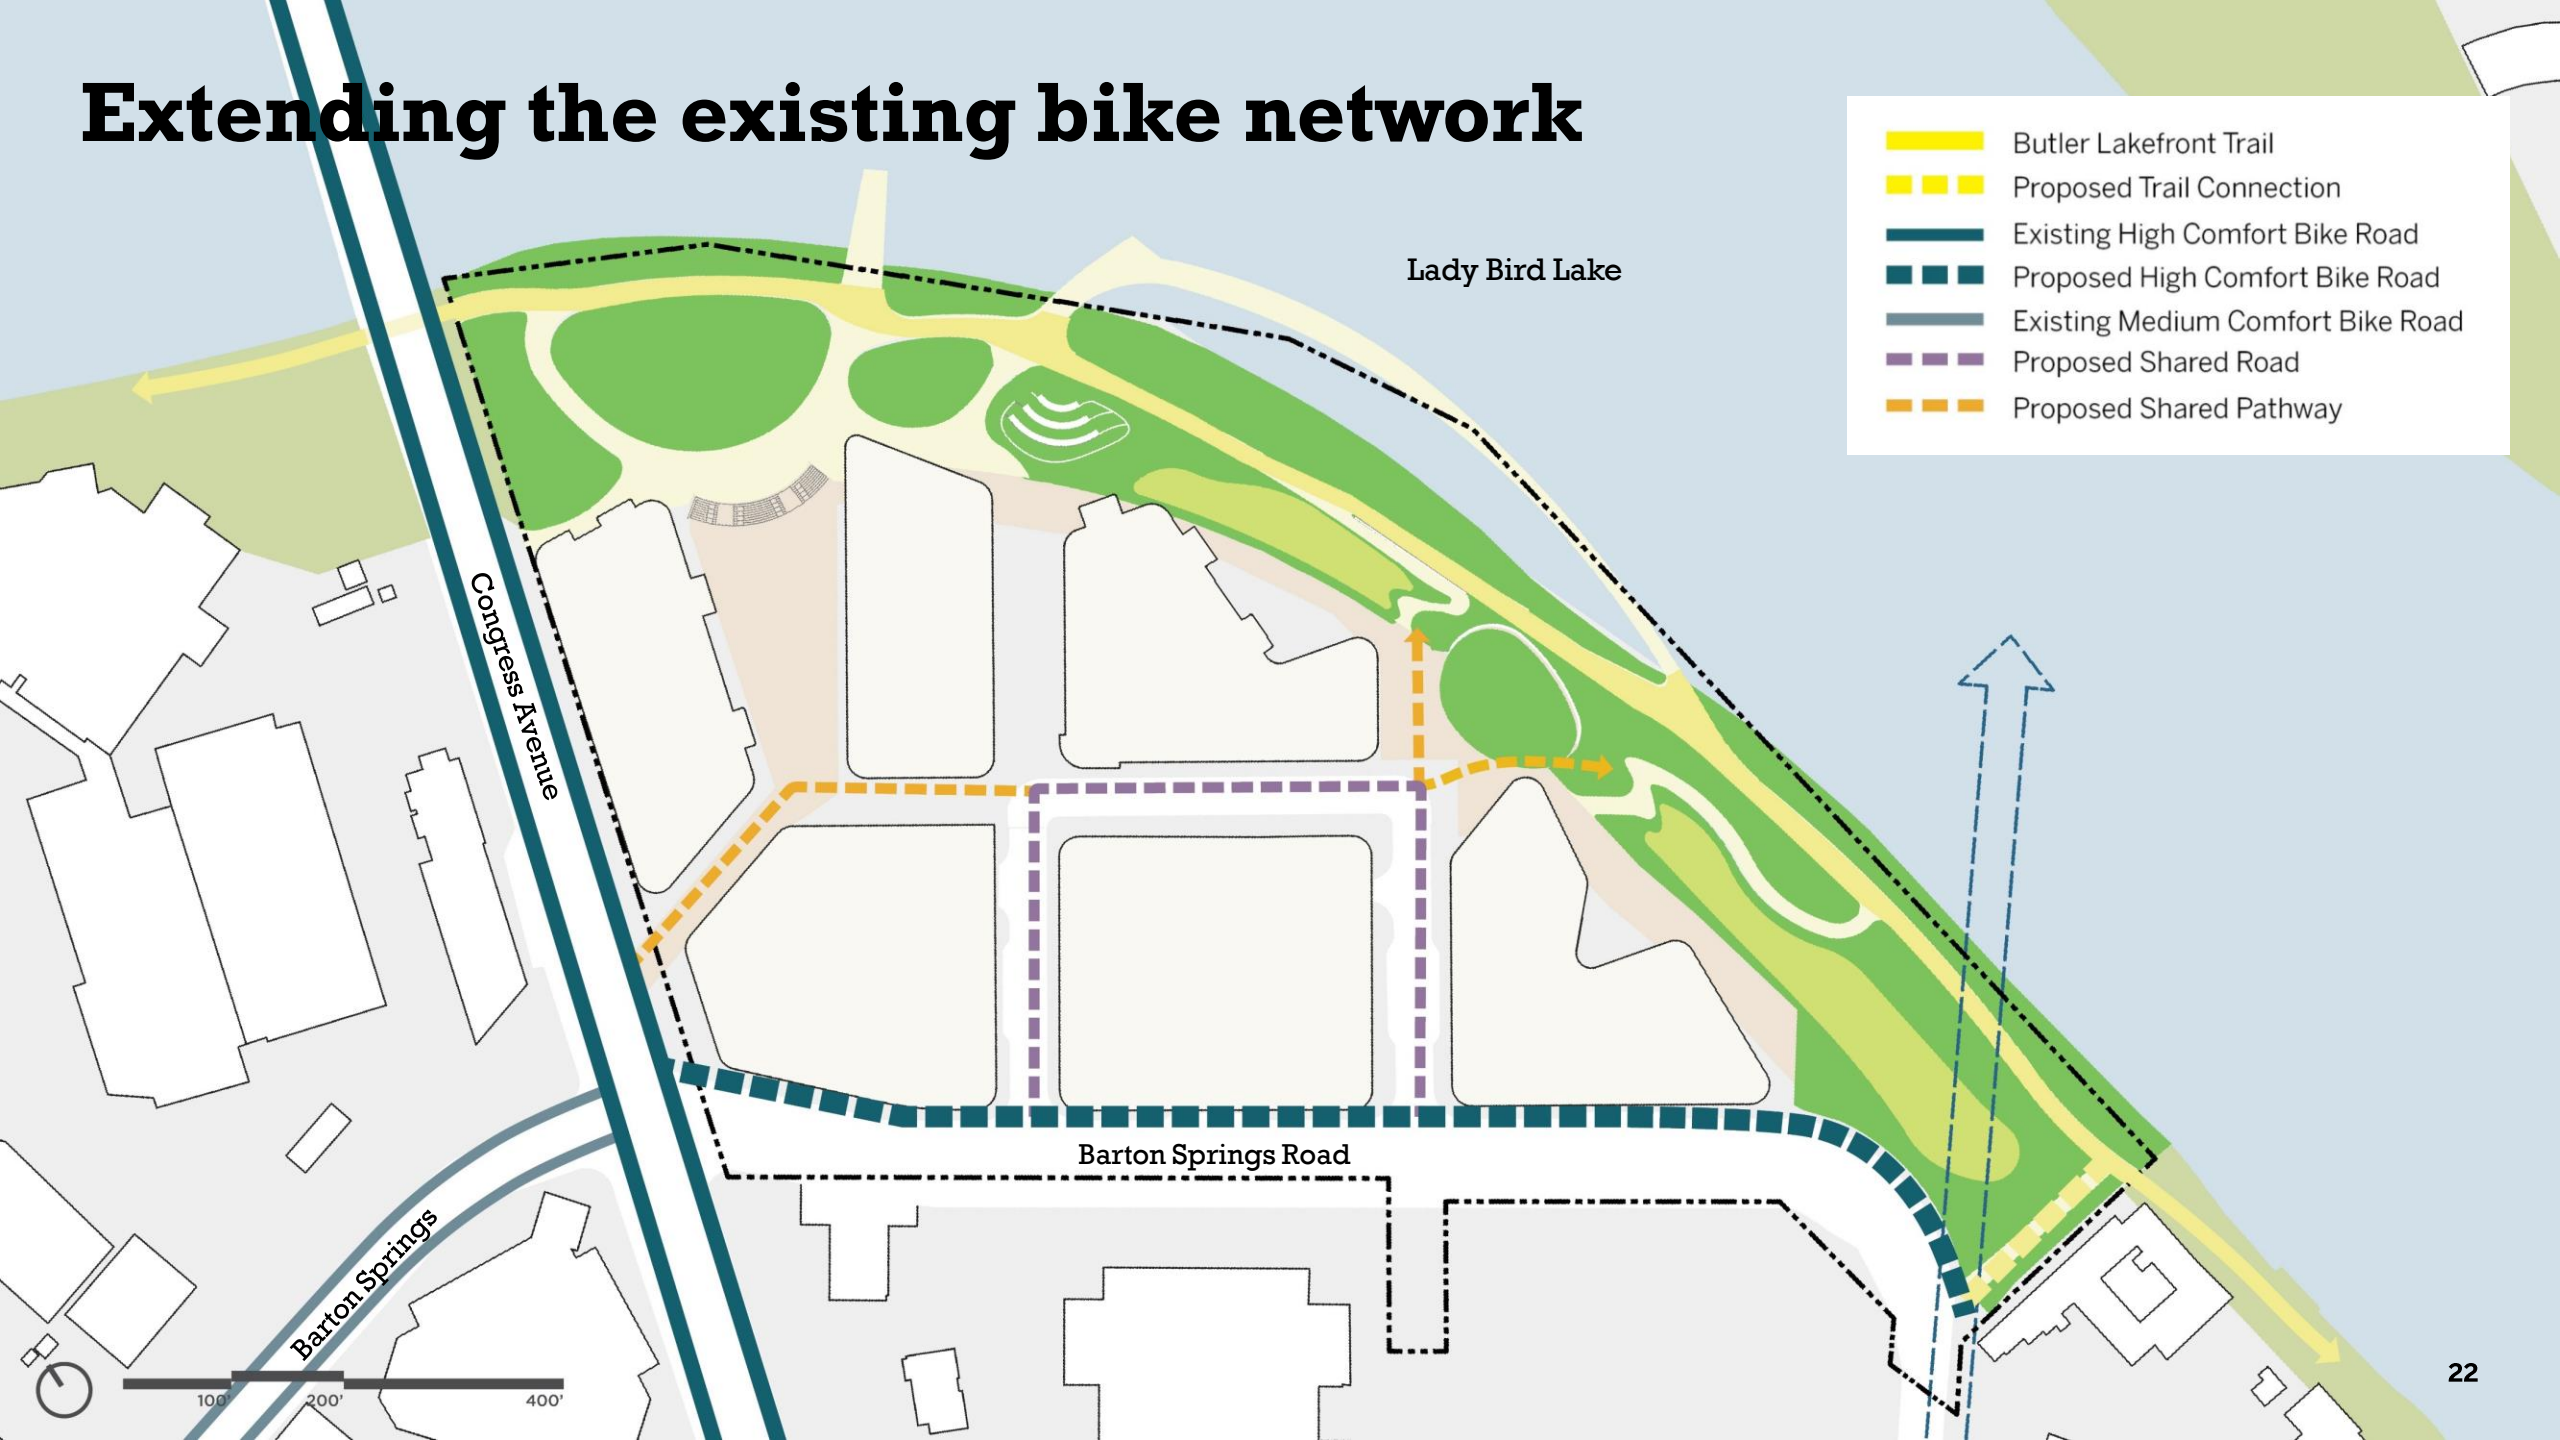 Extending the existing bike network
Butler Lakefront Trail
Proposed Trail Connection
Existing High Comfort Bike Road
Proposed High Comfort Bike Road
Existing Medium Comfort Bike Road
Proposed Shared Road
Proposed Shared Pathway
Lady Bird Lake
Congress Avenue
Barton Springs Road
Barton Springs
100'
200'
400'
22